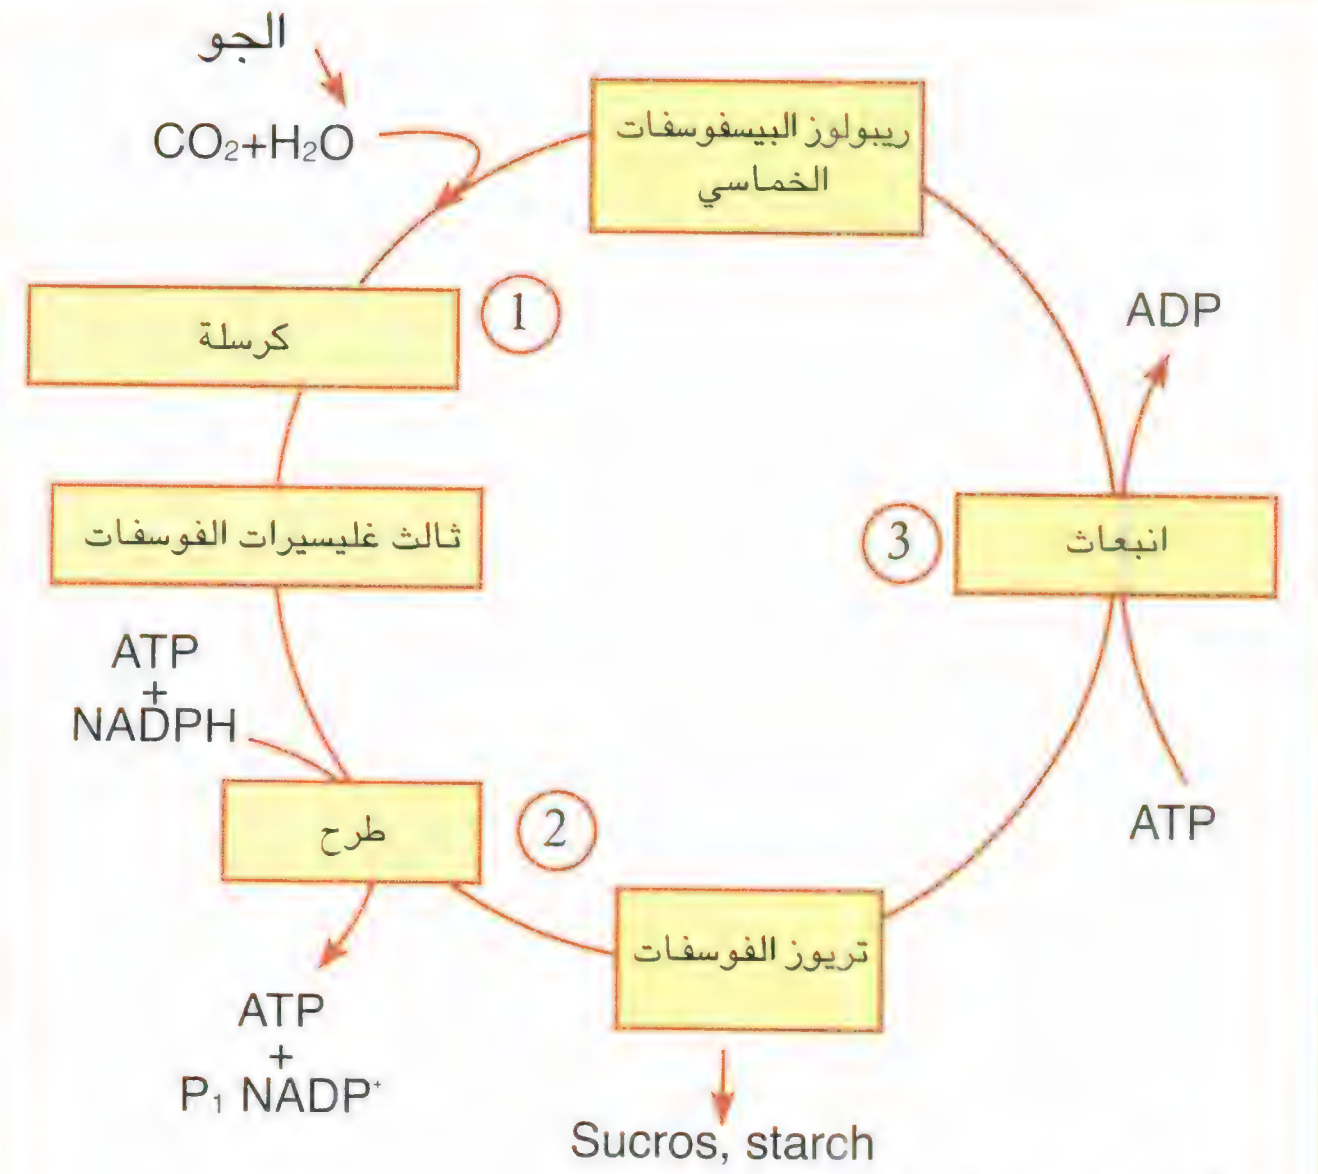 الجو
CO₂+H₂O
ريبولوز البيسفوسفات
الخماسي
1
كرسلة
ADP
ثالث غليسيرات الفوسفات
3
انبعاث
ATP
+
NADPH
طرح
2
ATP
تريوز الفوسفات
ATP
+
P₁ NADP⁺
Sucros, starch